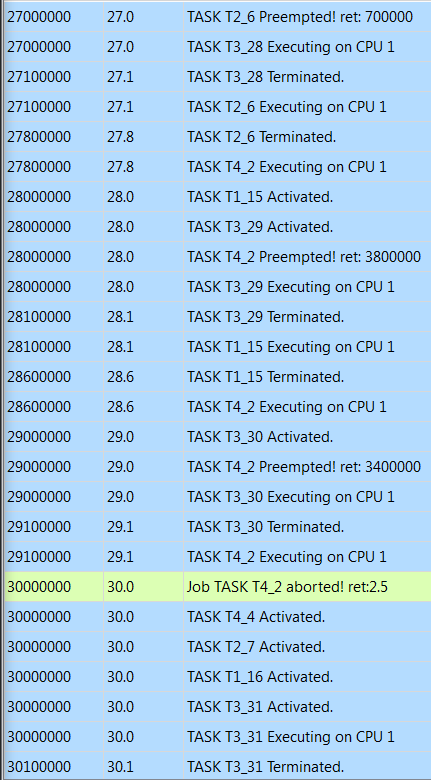 27000000 27.0 TASK T2_6 Preempted! ret: 700000
27000000 27.0 TASK T3_28 Executing on CPU 1
27100000 27.1 TASK T3_28 Terminated.
27100000 27.1 TASK T2_6 Executing on CPU 1
27800000 27.8 TASK T2_6 Terminated.
27800000 27.8 TASK T4_2 Executing on CPU 1
28000000 28.0 TASK T1_15 Activated.
28000000 28.0 TASK T3_29 Activated.
28000000 28.0 TASK T4_2 Preempted! ret: 3800000
28000000 28.0 TASK T3_29 Executing on CPU 1
28100000 28.1 TASK T3_29 Terminated.
28100000 28.1 TASK T1_15 Executing on CPU 1
28600000 28.6 TASK T1_15 Terminated.
28600000 28.6 TASK T4_2 Executing on CPU 1
29000000 29.0 TASK T3_30 Activated.
29000000 29.0 TASK T4_2 Preempted! ret: 3400000
29000000 29.0 TASK T3_30 Executing on CPU 1
29100000 29.1 TASK T3_30 Terminated.
29100000 29.1 TASK T4_2 Executing on CPU 1
30000000 30.0 Job TASK T4_2 aborted! ret:2.5
30000000 30.0 TASK T4_4 Activated.
30000000 30.0 TASK T2_7 Activated.
30000000 30.0 TASK T1_16 Activated.
30000000 30.0 TASK T3_31 Activated.
30000000 30.0 TASK T3_31 Executing on CPU 1
30100000 30.1 TASK T3_31 Terminated.